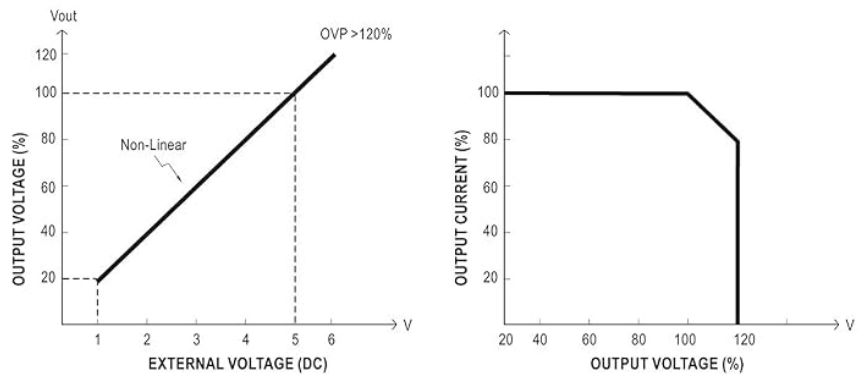 Vout
OVP >120%
120
100
80
60
40
20
Non-Linear
OUTPUT VOLTAGE (%)
1 2 3 4 5 6 V
EXTERNAL VOLTAGE (DC)
100
80
60
40
20
OUTPUT CURRENT (%)
20 40 60 80 100 120 V
OUTPUT VOLTAGE (%)